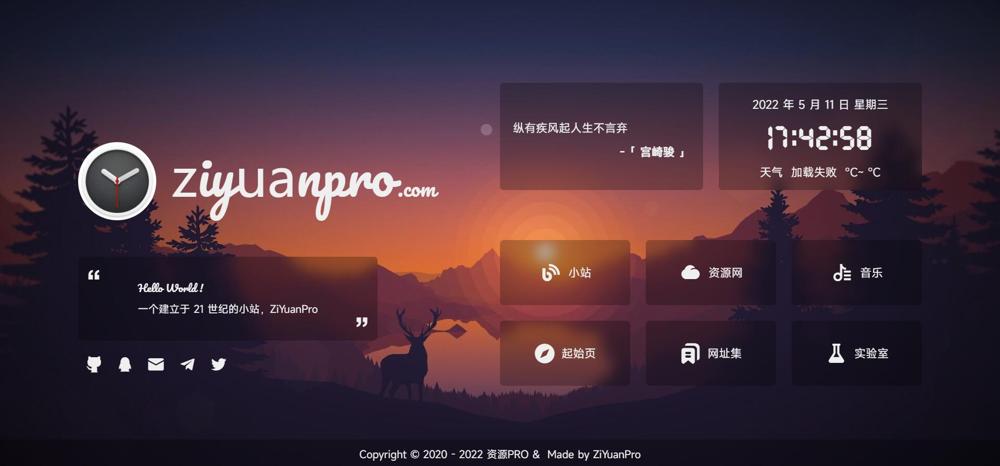 ziyuanpro.com
Hello World !
一个建立于 21 世纪的小站，ZiYuanPro
纵有疾风起人生不言弃
-「 宫崎骏 」
2022 年 5 月 11 日 星期三
17:42:58
天气 加载失败 °C~ °C
小站
资源网
音乐
起始页
网址集
实验室
Copyright © 2020 - 2022 资源PRO & Made by ZiYuanPro